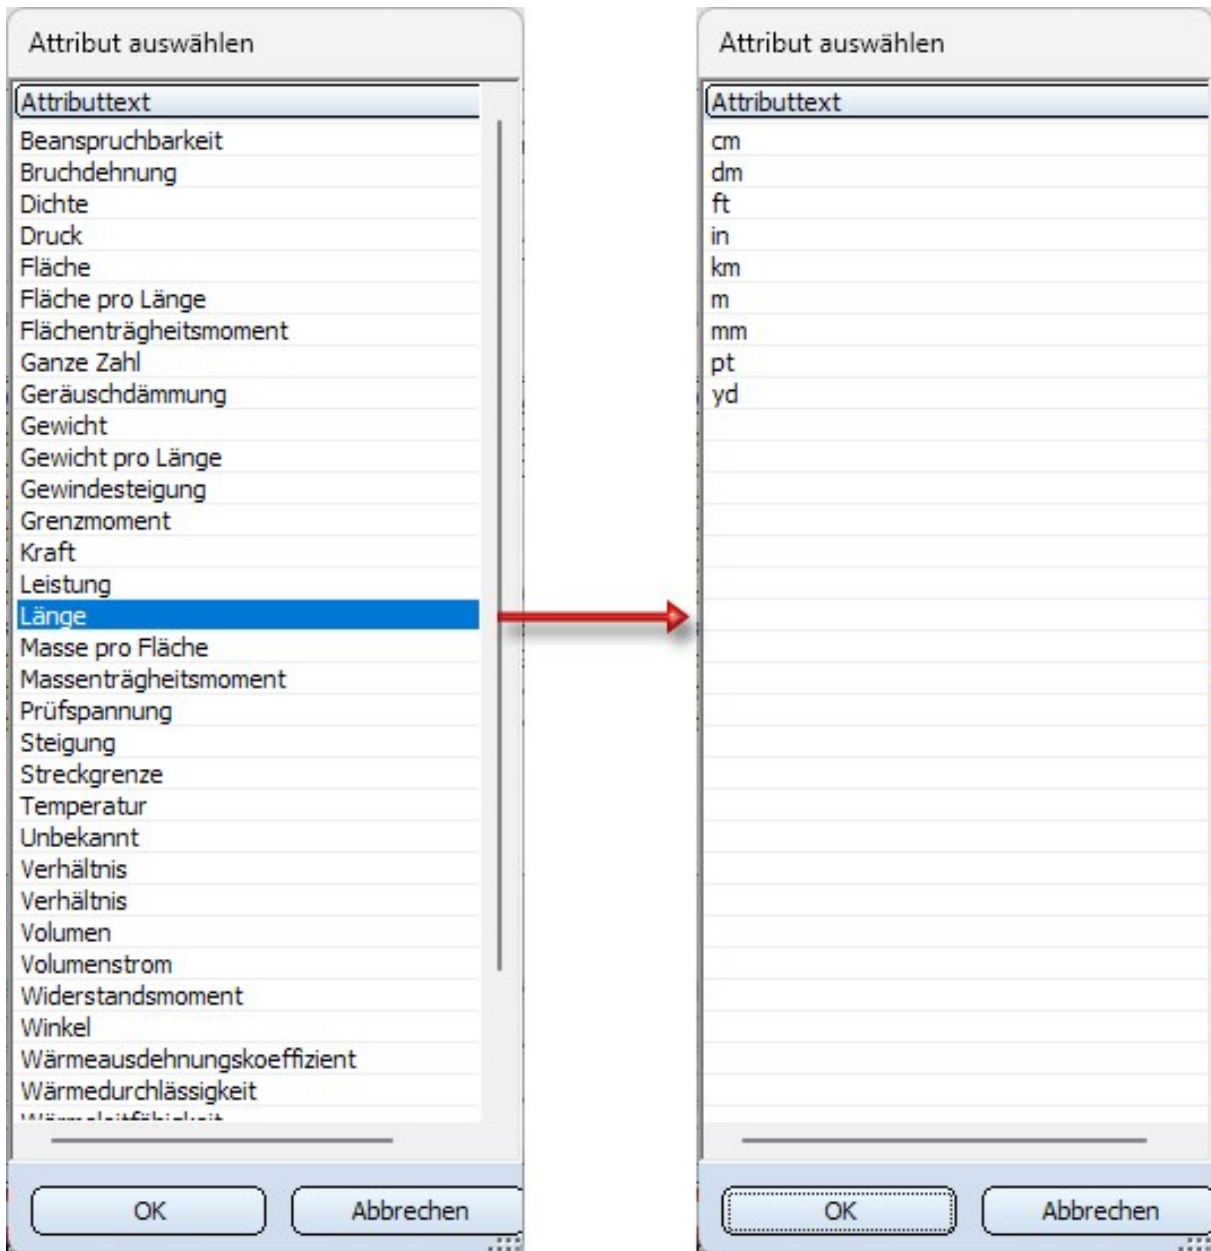 Attribut auswählen
Attributtext
Beanspruchbarkeit
Bruchdehnung
Dichte
Druck
Fläche
Fläche pro Länge
Flächenträgheitsmoment
Ganze Zahl
Geräuschdämmung
Gewicht
Gewicht pro Länge
Gewindesteigung
Grenzmoment
Kraft
Leistung
Länge
Masse pro Fläche
Massenträgheitsmoment
Prüfspannung
Steigung
Streckgrenze
Temperatur
Unbekannt
Verhältnis
Verhältnis
Volumen
Volumenstrom
Widerstandsmoment
Winkel
Wärmeausdehnungskoeffizient
Wärmedurchlässigkeit
OK
Abbrechen
Attribut auswählen
Attributtext
cm
dm
ft
in
km
m
mm
pt
yd
OK
Abbrechen